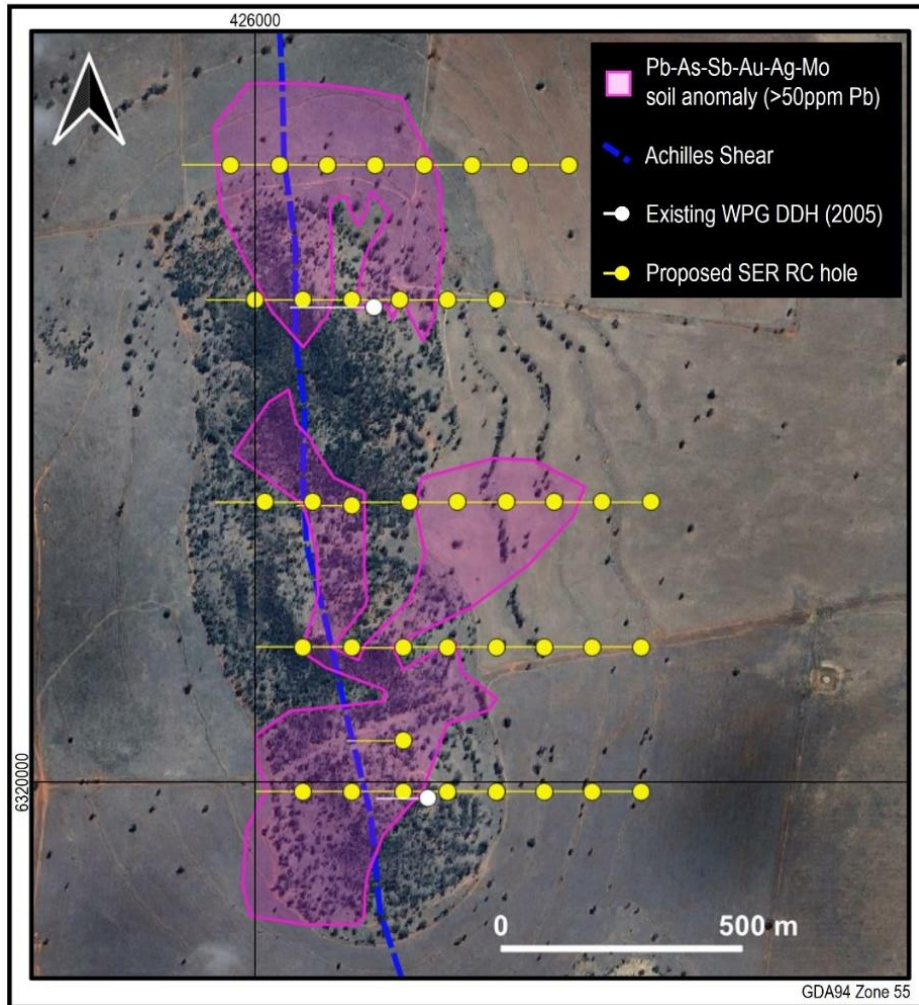 426000
Pb-As-Sb-Au-Ag-Mo
soil anomaly (>50ppm Pb)
Achilles Shear
Existing WPG DDH (2005)
Proposed SER RC hole
6320000
0 500 m
GDA94 Zone 55